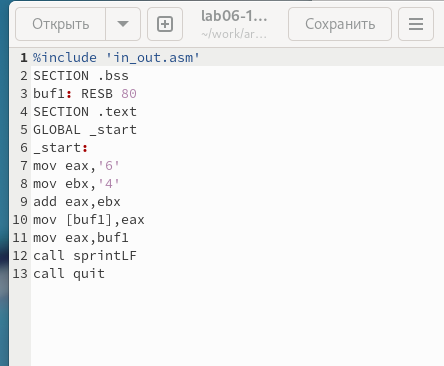 Открыть
lab06-1...
~/work/ar...
Сохранить
1 %include 'in_out.asm'
2 SECTION .bss
3 buf1: RESB 80
4 SECTION .text
5 GLOBAL _start
6 _start:
7 mov eax,'6'
8 mov ebx,'4'
9 add eax,ebx
10 mov [buf1],eax
11 mov eax,buf1
12 call sprintLF
13 call quit